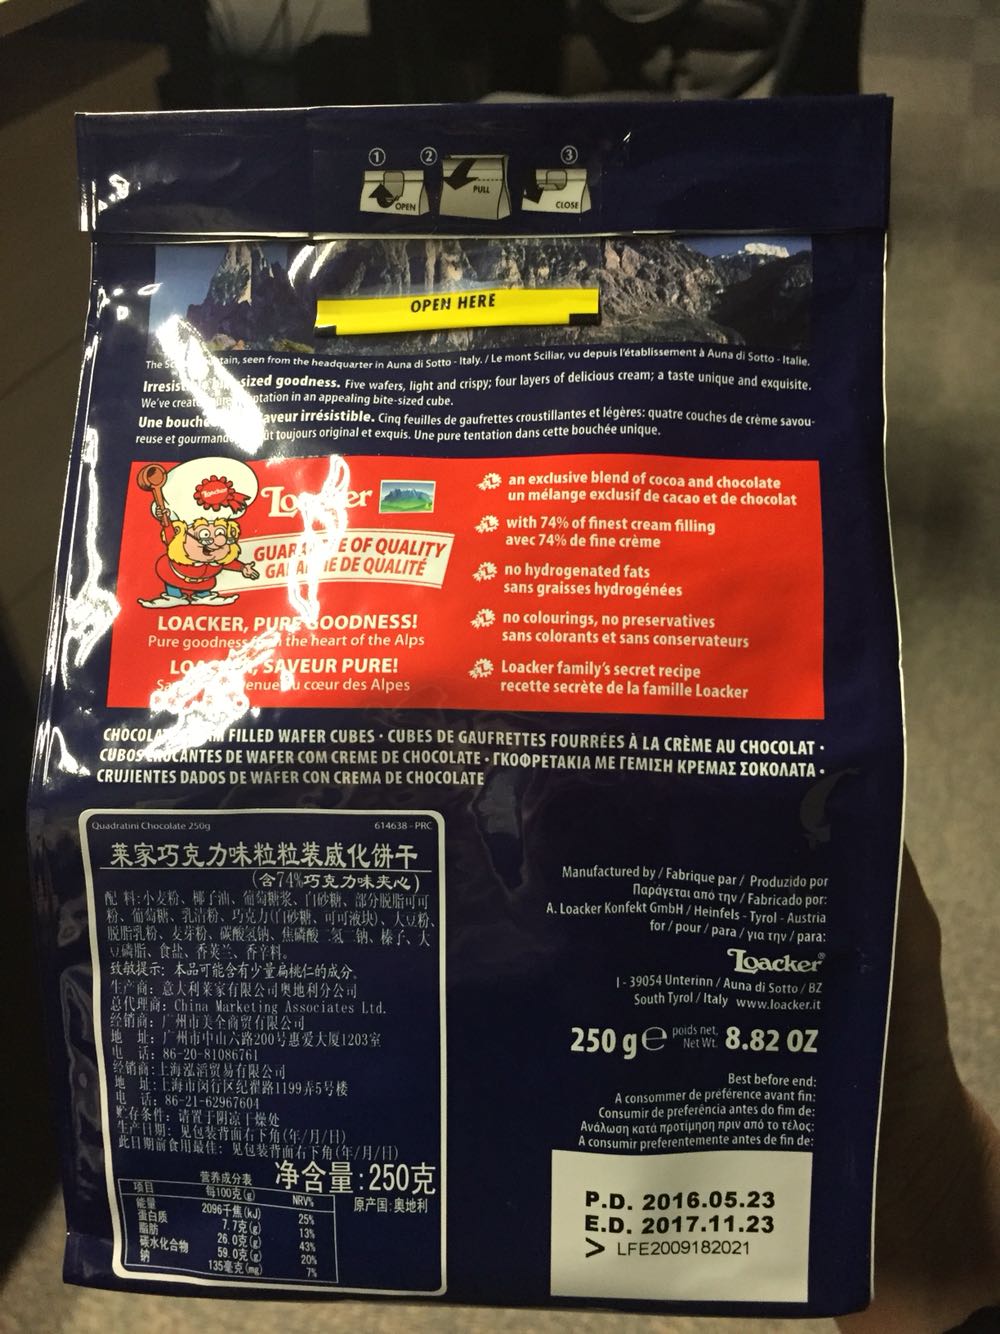 1 2 3
OPEN
PULL
CLOSE
OPEN HERE
The seen from the headquarter in Auna di Sotto - Italy. / Le mont Sciliar, vu depuis l'établissement à Auna di Sotto - Italie.
sized goodness. Five wafers, light and crispy; four layers of delicious cream; a taste unique and exquisite.
We've in an appealing bite-sized cube.
Une irrésistible. Cinq feuilles de gaufrettes croustillantes et légères: quatre couches de crème savou-
reuse et toujours original et exquis. Une pure tentation dans cette bouchée unique.
Loacker
Loacker
GUARANTEE OF QUALITY
GARANTIE DE QUALITÉ
LOACKER, PURE GOODNESS!
Pure goodness the heart of the Alps
LOACKER, SAVEUR PURE!
cœur des Alpes
an exclusive blend of cocoa and chocolate
un mélange exclusif de cacao et de chocolat
with 74% of finest cream filling
avec 74% de fine crème
no hydrogenated fats
sans graisses hydrogénées
no colourings, no preservatives
sans colorants et sans conservateurs
Loacker family's secret recipe
recette secrète de la famille Loacker
FILLED WAFER CUBES · CUBES DE GAUFRETTES FOURRÉES À LA CRÈME AU CHOCOLAT ·
CUBOS CROCANTES DE WAFER COM CREME DE CHOCOLATE · ΓΚΟΦΡΕΤΑΚΙΑ ΜΕ ΓΕΜΙΣΗ ΚΡΕΜΑΣ ΣΟΚΟΛΑΤΑ ·
CRUJIENTES DADOS DE WAFER CON CREMA DE CHOCOLATE
Quadratini Chocolate 250g 614638 - PRC
莱家巧克力味粒粒装威化饼干
(含74%巧克力味夹心)
配 料:小麦粉、椰子油、葡萄糖浆、白砂糖、部分脱脂可可
粉、葡萄糖、乳清粉、巧克力(白砂糖、可可液块)、大豆粉、
脱脂乳粉、麦芽粉、碳酸氢钠、焦磷酸二氢二钠、榛子、大
豆磷脂、食盐、香荚兰、香辛料。
致敏提示: 本品可能含有少量扁桃仁的成分。
生产商: 意大利莱家有限公司奥地利分公司
总代理商: China Marketing Associates Ltd.
经销商: 广州市美全商贸有限公司
地 址: 广州市中山六路200号惠爱大厦1203室
电 话: 86-20-81086761
经销商: 上海泓滔贸易有限公司
地 址: 上海市闵行区纪翟路1199弄5号楼
电 话: 86-21-62967604
贮存条件: 请置于阴凉干燥处
生产日期: 见包装背面右下角(年/月/日)
此日期前食用最佳: 见包装背面右下角(年/月/日)
净含量:250克
原产国:奥地利
营养成分表
项目 每100克(g) NRV%
能量 2096千焦(kJ) 25%
蛋白质 7.7克(g) 13%
脂肪 26.0克(g) 43%
碳水化合物 59.0克(g) 20%
钠 135毫克(mg) 7%
Manufactured by / Fabrique par / Produzido por
Παράγεται από την / Fabricado por:
A. Loacker Konfekt GmbH / Heinfels - Tyrol - Austria
for / pour / para / για την / para:
Loacker®
I - 39054 Unterinn / Auna di Sotto / BZ
South Tyrol / Italy www.loacker.it
250 g e poids net. Net Wt. 8.82 OZ
Best before end:
A consommer de préférence avant fin:
Consumir de preferência antes do fim de:
Ανάλωση κατά προτίμηση πριν από το τέλος:
A consumir preferentemente antes de fin de:
P.D. 2016.05.23
E.D. 2017.11.23
> LFE2009182021